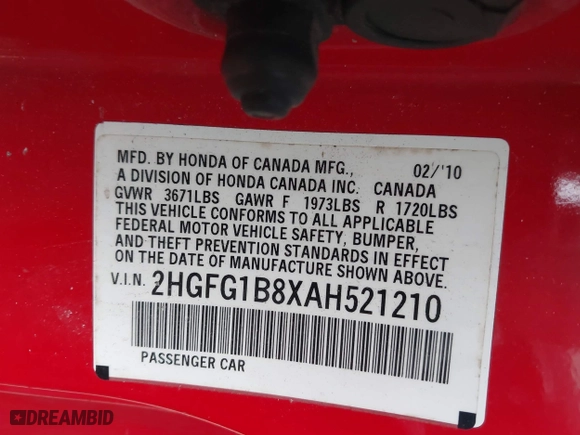 MFD. BY HONDA OF CANADA MFG., 02/'10
A DIVISION OF HONDA CANADA INC. CANADA
GVWR 3671LBS GAWR F 1973LBS R 1720LBS
THIS VEHICLE CONFORMS TO ALL APPLICABLE
FEDERAL MOTOR VEHICLE SAFETY, BUMPER,
AND THEFT PREVENTION STANDARDS IN EFFECT
ON THE DATE OF MANUFACTURE SHOWN ABOVE.
V.I.N. 2HGFG1B8XAH521210
PASSENGER CAR
DREAMBID